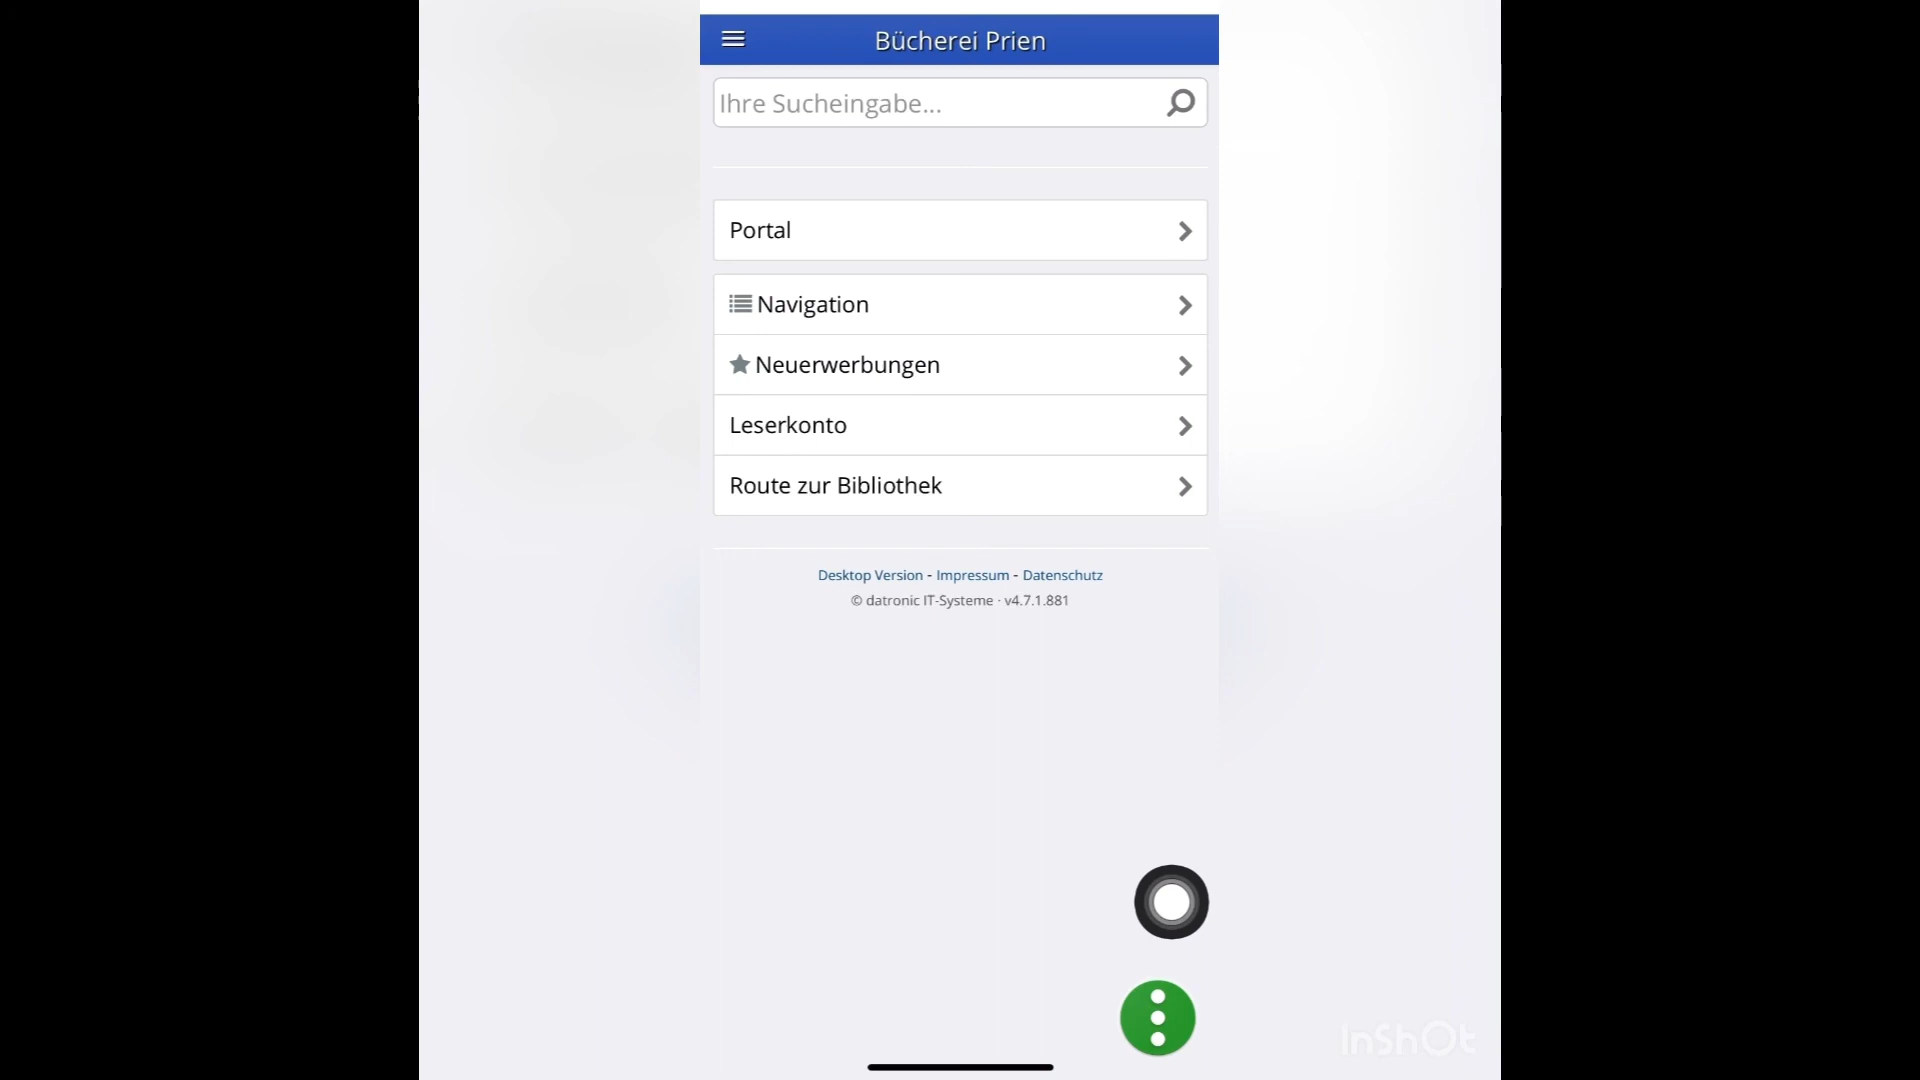 Bücherei Prien
Ihre Sucheingabe...
Portal
Navigation
Neuerwerbungen
Leserkonto
Route zur Bibliothek
Desktop Version - Impressum - Datenschutz
© datronic IT-Systeme · v4.7.1.881
InShOt